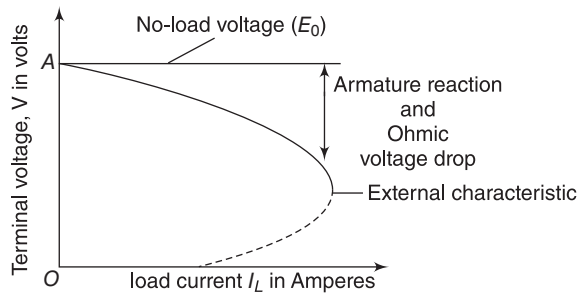 No-load voltage (E₀)
A
Armature reaction
and
Ohmic
voltage drop
External characteristic
Terminal voltage, V in volts
O
load current I_L in Amperes